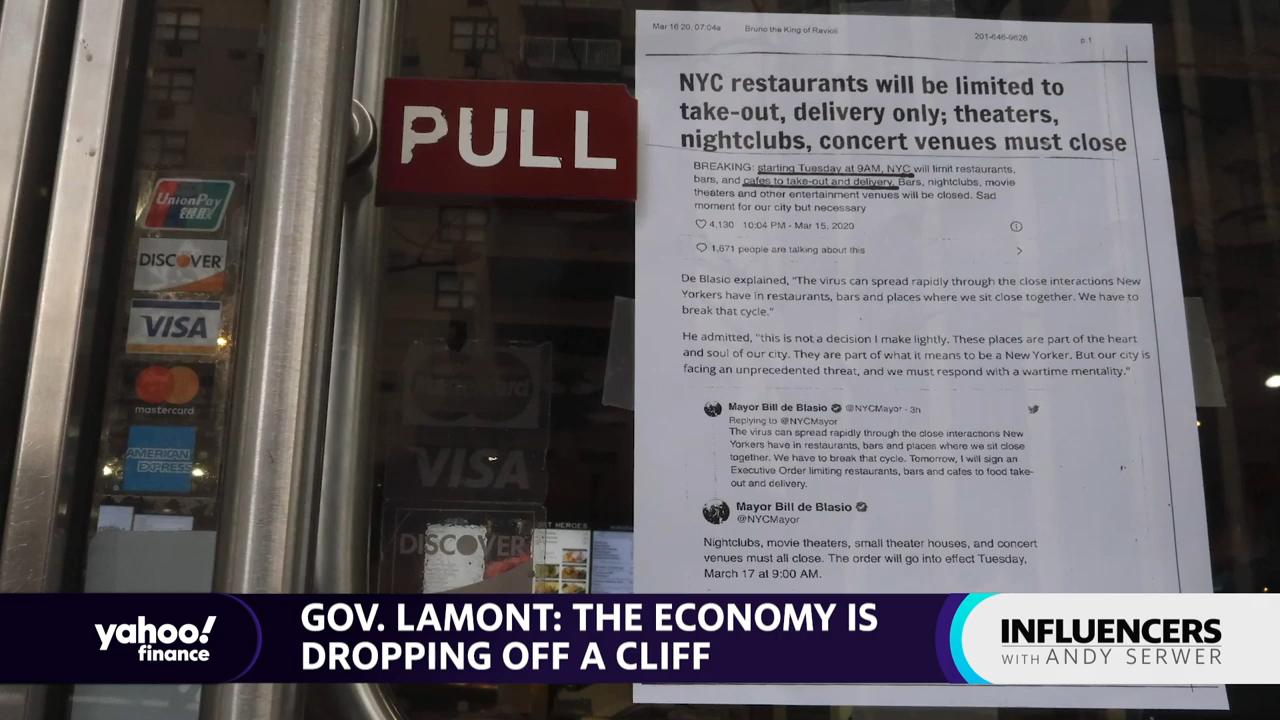 Mar 16 20, 07:04a Bruno the King of Ravioli 201-646-9626 p.1
NYC restaurants will be limited to
take-out, delivery only; theaters,
nightclubs, concert venues must close
BREAKING: starting Tuesday at 9AM, NYC will limit restaurants,
bars, and cafes to take-out and delivery. Bars, nightclubs, movie
theaters and other entertainment venues will be closed. Sad
moment for our city but necessary
4,130 10:04 PM - Mar 15, 2020
1,671 people are talking about this
De Blasio explained, "The virus can spread rapidly through the close interactions New
Yorkers have in restaurants, bars and places where we sit close together. We have to
break that cycle."
He admitted, "this is not a decision I make lightly. These places are part of the heart
and soul of our city. They are part of what it means to be a New Yorker. But our city is
facing an unprecedented threat, and we must respond with a wartime mentality."
Mayor Bill de Blasio @NYCMayor · 3h
Replying to @NYCMayor
The virus can spread rapidly through the close interactions New
Yorkers have in restaurants, bars and places where we sit close
together. We have to break that cycle. Tomorrow, I will sign an
Executive Order limiting restaurants, bars and cafes to food take-
out and delivery.
Mayor Bill de Blasio
@NYCMayor
Nightclubs, movie theaters, small theater houses, and concert
venues must all close. The order will go into effect Tuesday,
March 17 at 9:00 AM.
PULL
UnionPay
银联
DISCOVER
VISA
mastercard
AMERICAN
EXPRESS
MasterCard
VISA
DISCOVER
HEROES
yahoo!
finance
GOV. LAMONT: THE ECONOMY IS
DROPPING OFF A CLIFF
INFLUENCERS
WITH ANDY SERWER